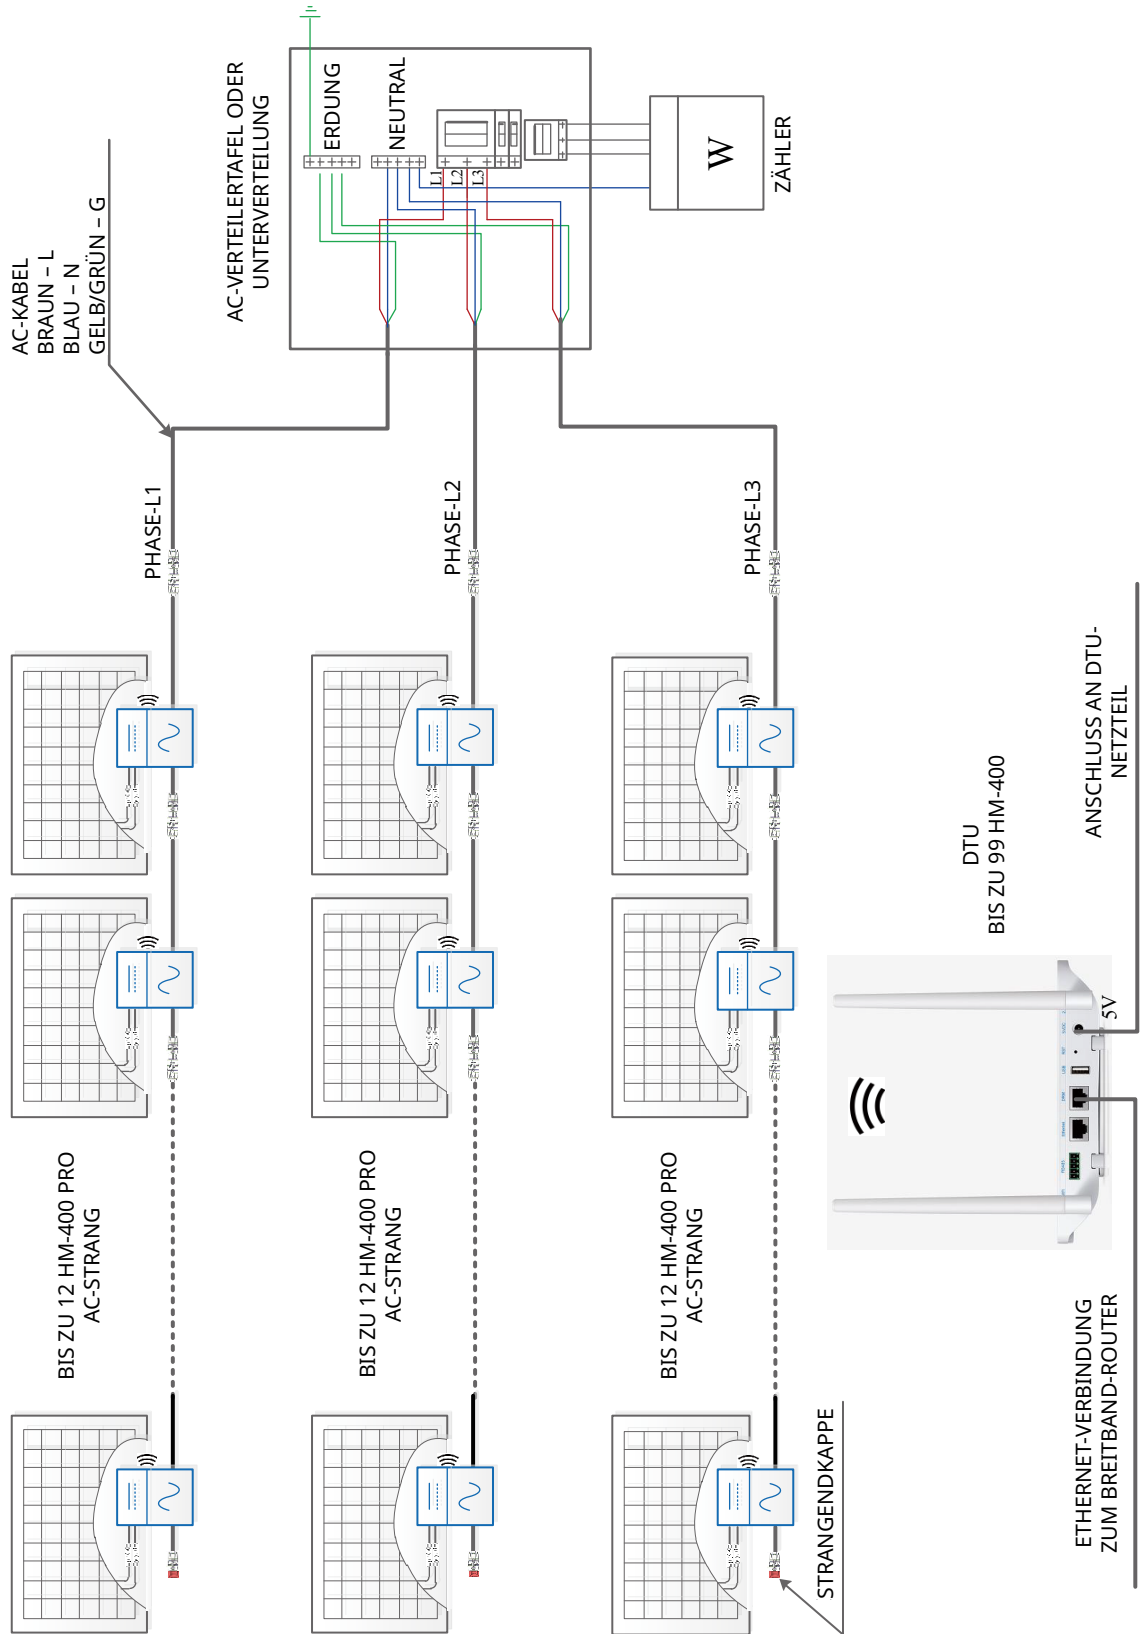 AC-KABEL
BRAUN – L
BLAU – N
GELB/GRÜN – G
AC-VERTEILERTAFEL ODER
UNTERVERTEILUNG
ERDUNG
NEUTRAL
L1
L2
L3
W
ZÄHLER
PHASE-L1
PHASE-L2
PHASE-L3
BIS ZU 12 HM-400 PRO
AC-STRANG
BIS ZU 12 HM-400 PRO
AC-STRANG
BIS ZU 12 HM-400 PRO
AC-STRANG
STRANGENDKAPPE
DTU
BIS ZU 99 HM-400
ANSCHLUSS AN DTU-
NETZTEIL
5V
ETHERNET-VERBINDUNG
ZUM BREITBAND-ROUTER